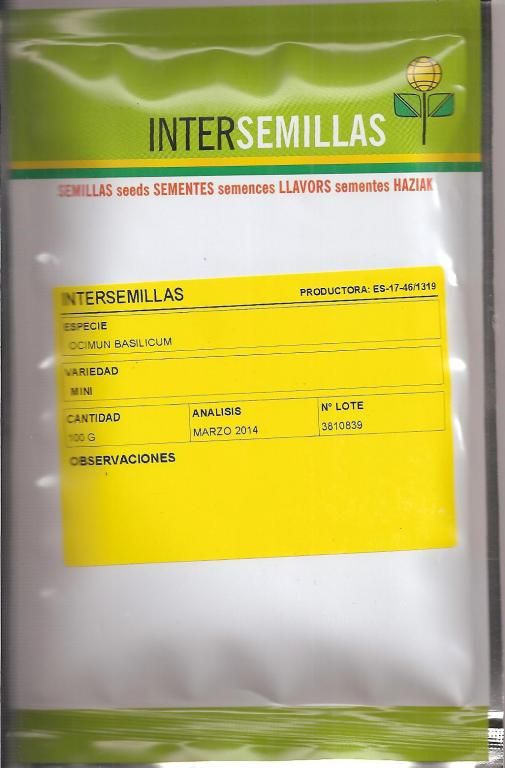 INTERSEMILLAS
SEMILLAS seeds SEMENTES semences LLAVORS sementes HAZIAK
INTERSEMILLAS PRODUCTORA: ES-17-46/1319
ESPECIE
OCIMUN BASILICUM
VARIEDAD
MINI
CANTIDAD ANALISIS Nº LOTE
100 G MARZO 2014 3810839
OBSERVACIONES